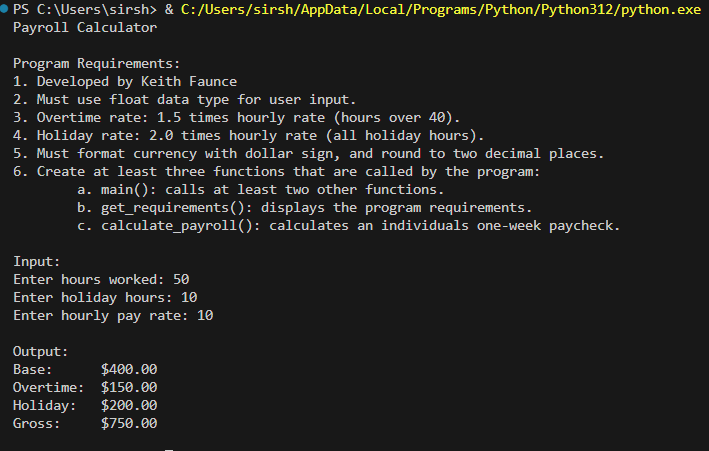 PS C:\Users\sirsh> & C:/Users/sirsh/AppData/Local/Programs/Python/Python312/python.exe
Payroll Calculator

Program Requirements:
1. Developed by Keith Faunce
2. Must use float data type for user input.
3. Overtime rate: 1.5 times hourly rate (hours over 40).
4. Holiday rate: 2.0 times hourly rate (all holiday hours).
5. Must format currency with dollar sign, and round to two decimal places.
6. Create at least three functions that are called by the program:
        a. main(): calls at least two other functions.
        b. get_requirements(): displays the program requirements.
        c. calculate_payroll(): calculates an individuals one-week paycheck.

Input:
Enter hours worked: 50
Enter holiday hours: 10
Enter hourly pay rate: 10

Output:
Base:      $400.00
Overtime:  $150.00
Holiday:   $200.00
Gross:     $750.00